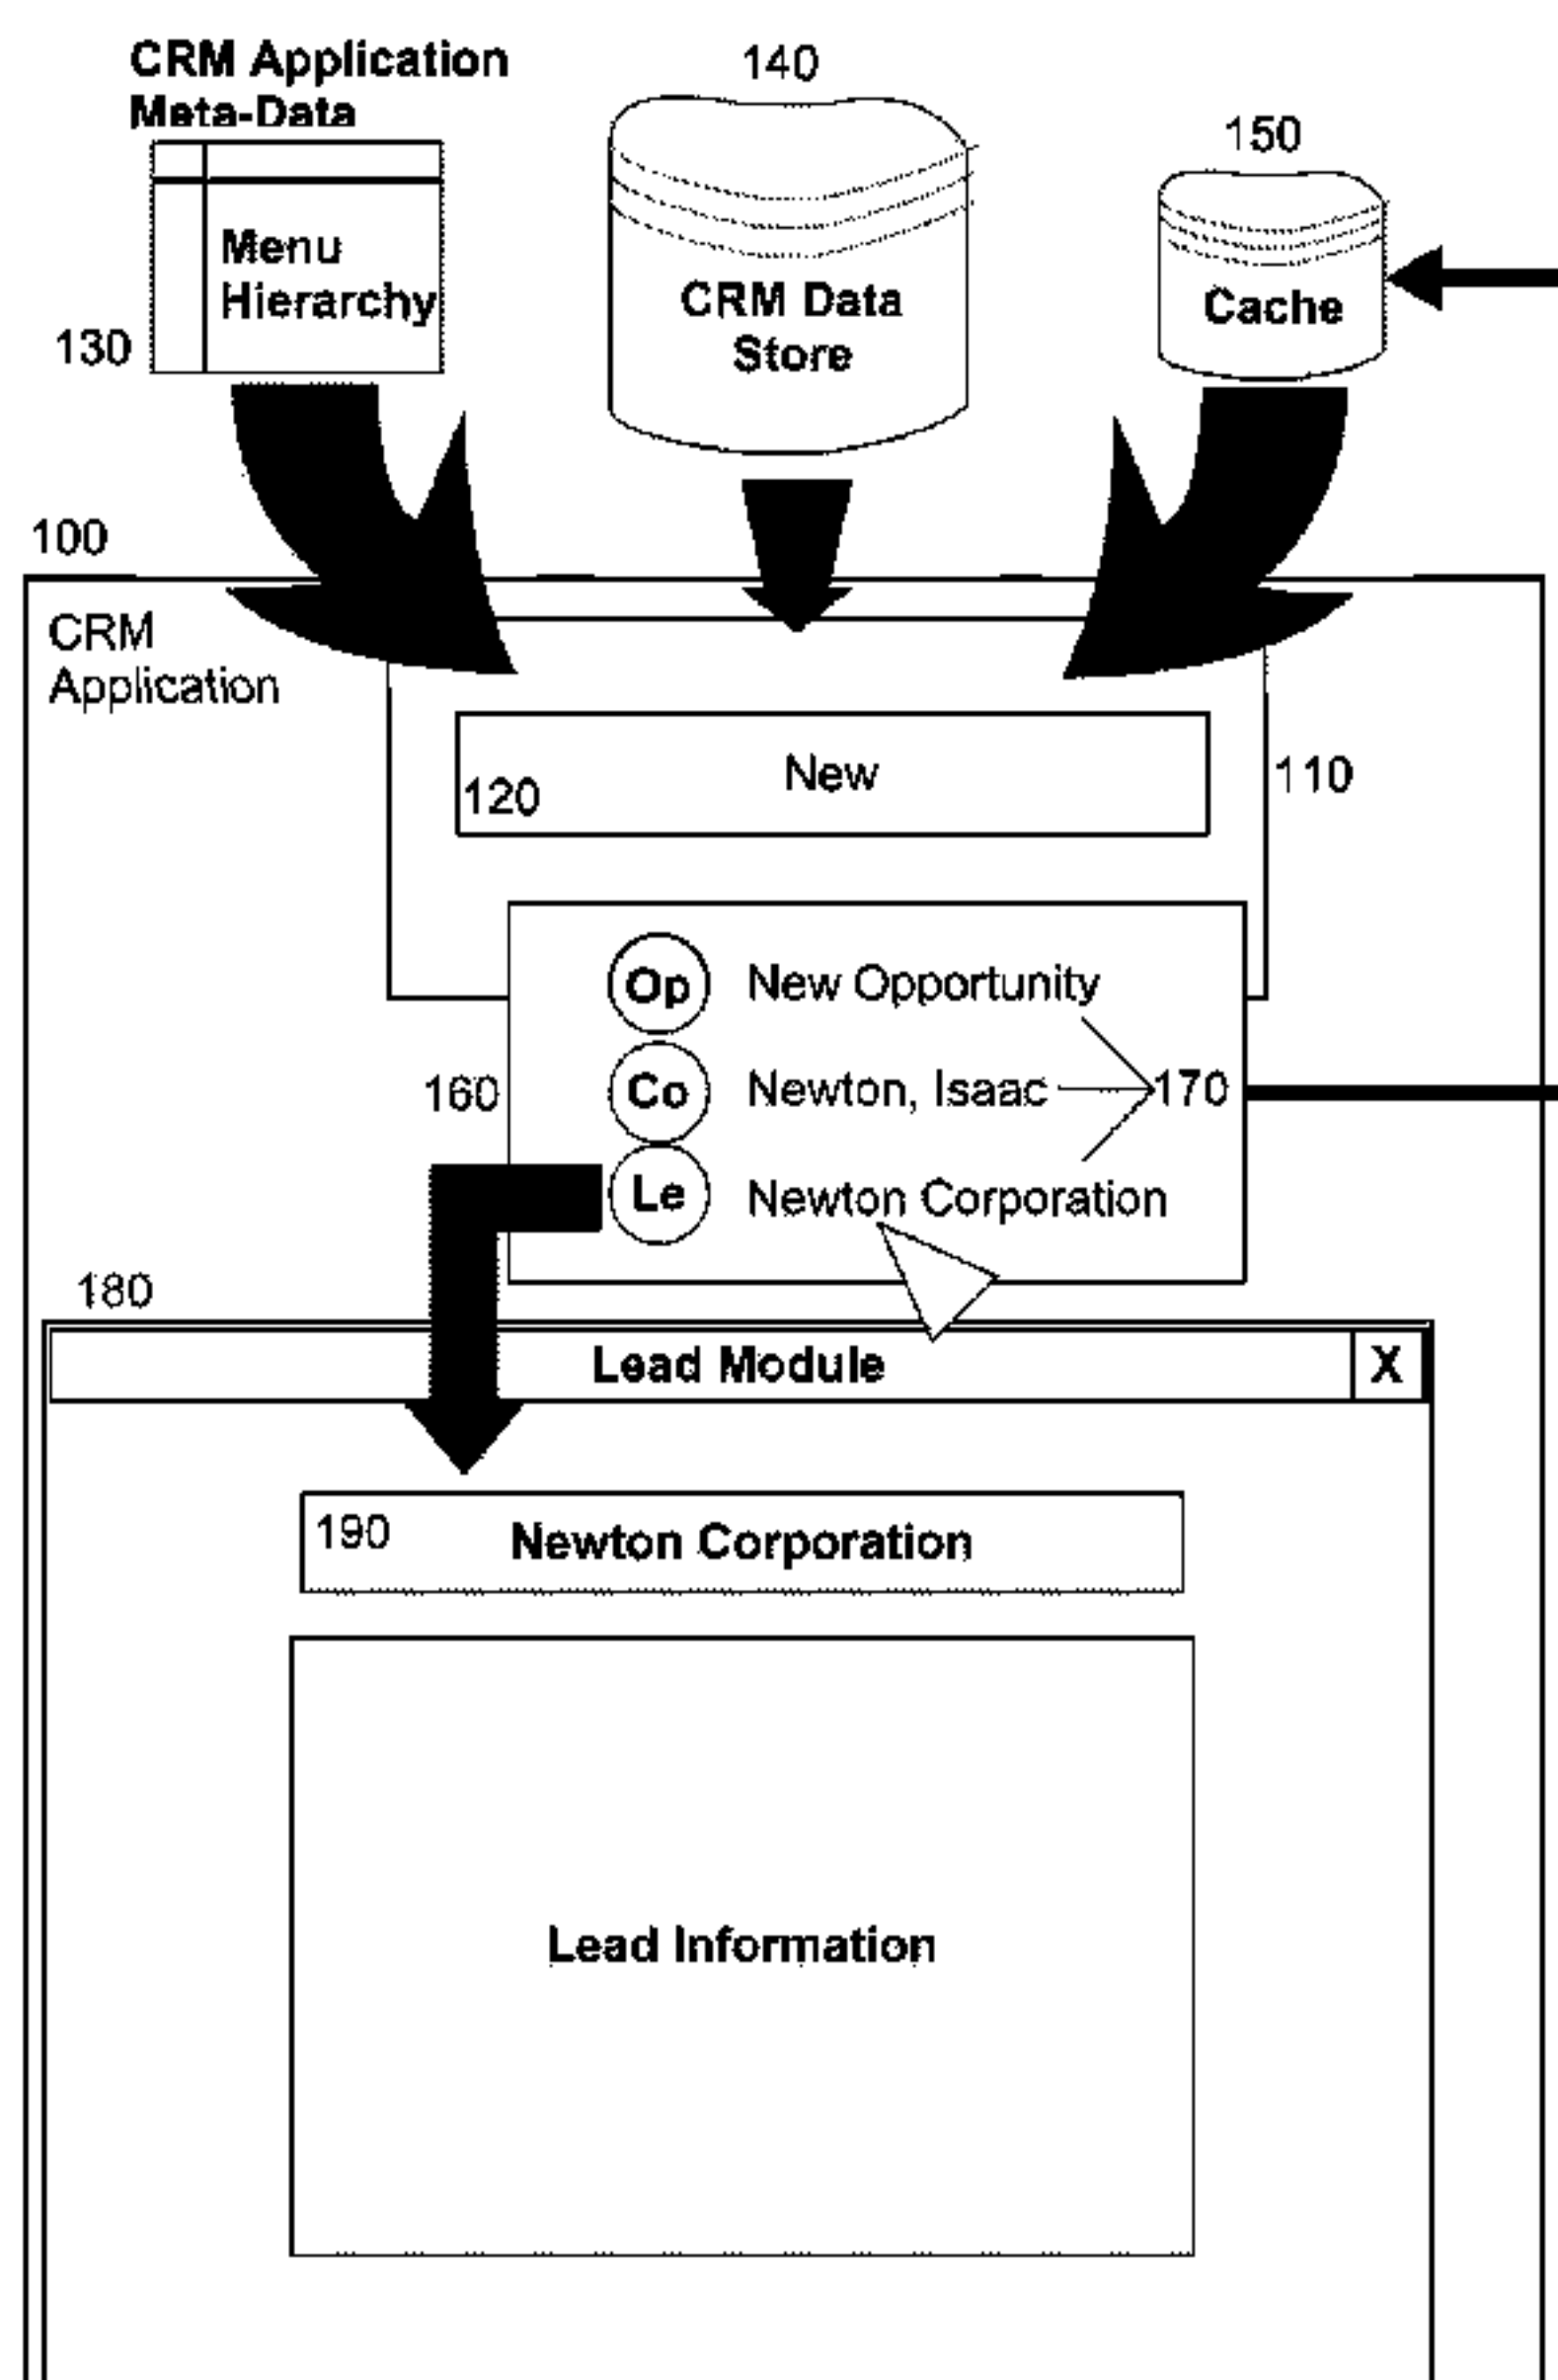 CRM Application
Meta-Data
140
150
Menu
Hierarchy
130
CRM Data
Store
Cache
100
CRM
Application
120
New
110
Op New Opportunity
160
Co Newton, Isaac 170
Le Newton Corporation
180
Lead Module X
190 Newton Corporation
Lead Information